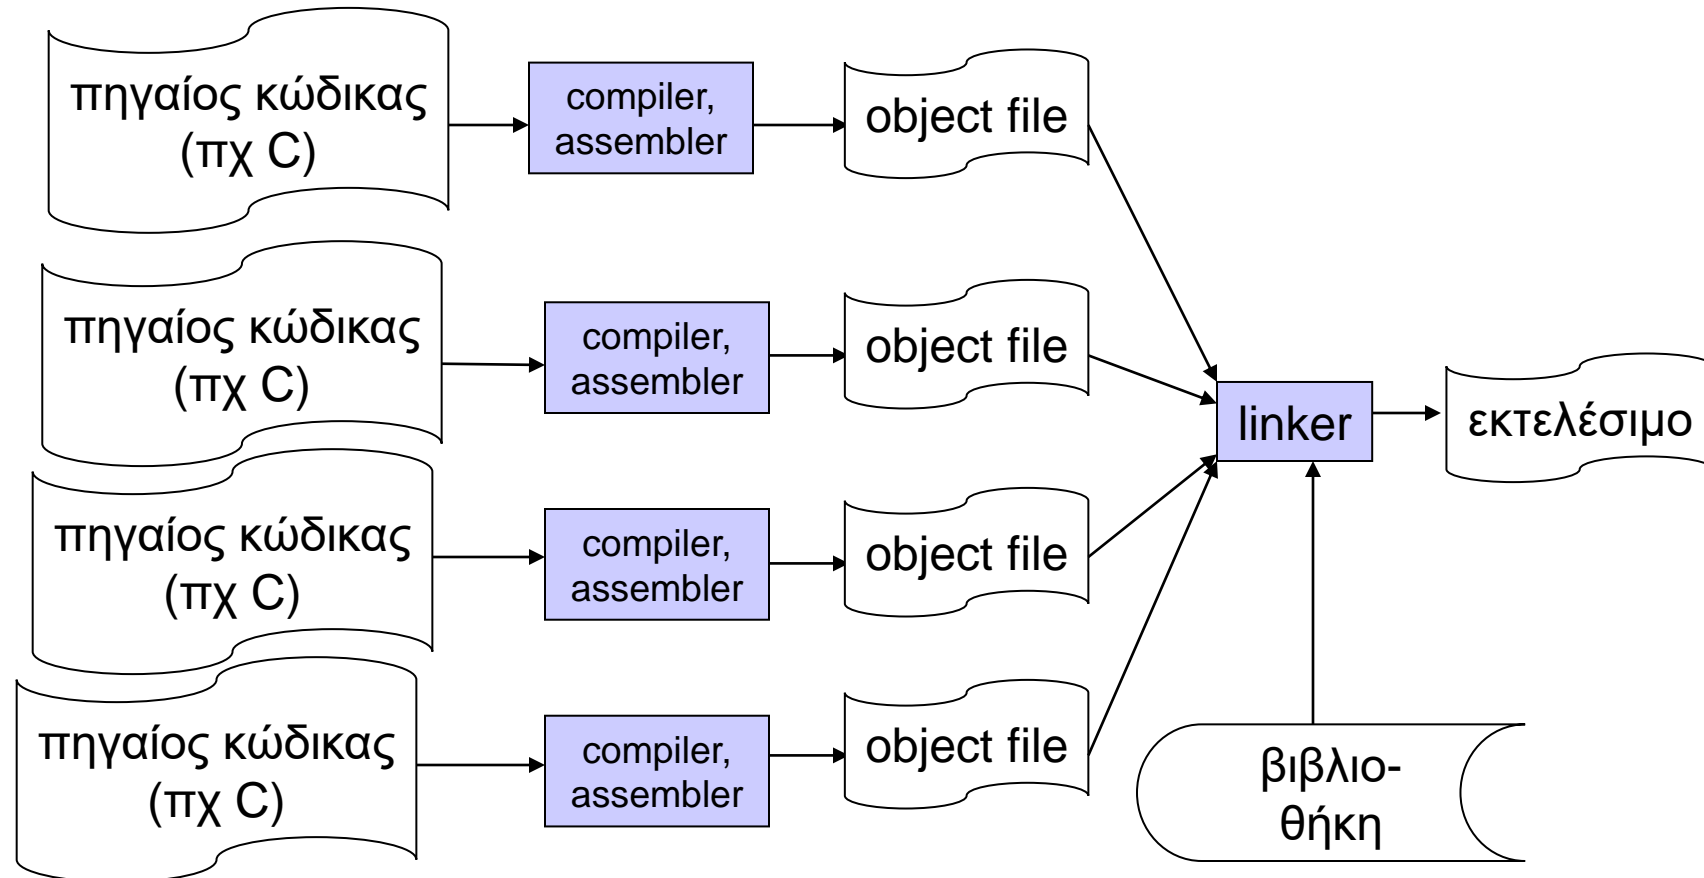 πηγαίος κώδικας
(πχ C)
compiler,
assembler
object file
πηγαίος κώδικας
(πχ C)
compiler,
assembler
object file
linker
εκτελέσιμο
πηγαίος κώδικας
(πχ C)
compiler,
assembler
object file
πηγαίος κώδικας
(πχ C)
compiler,
assembler
object file
βιβλιο-
θήκη